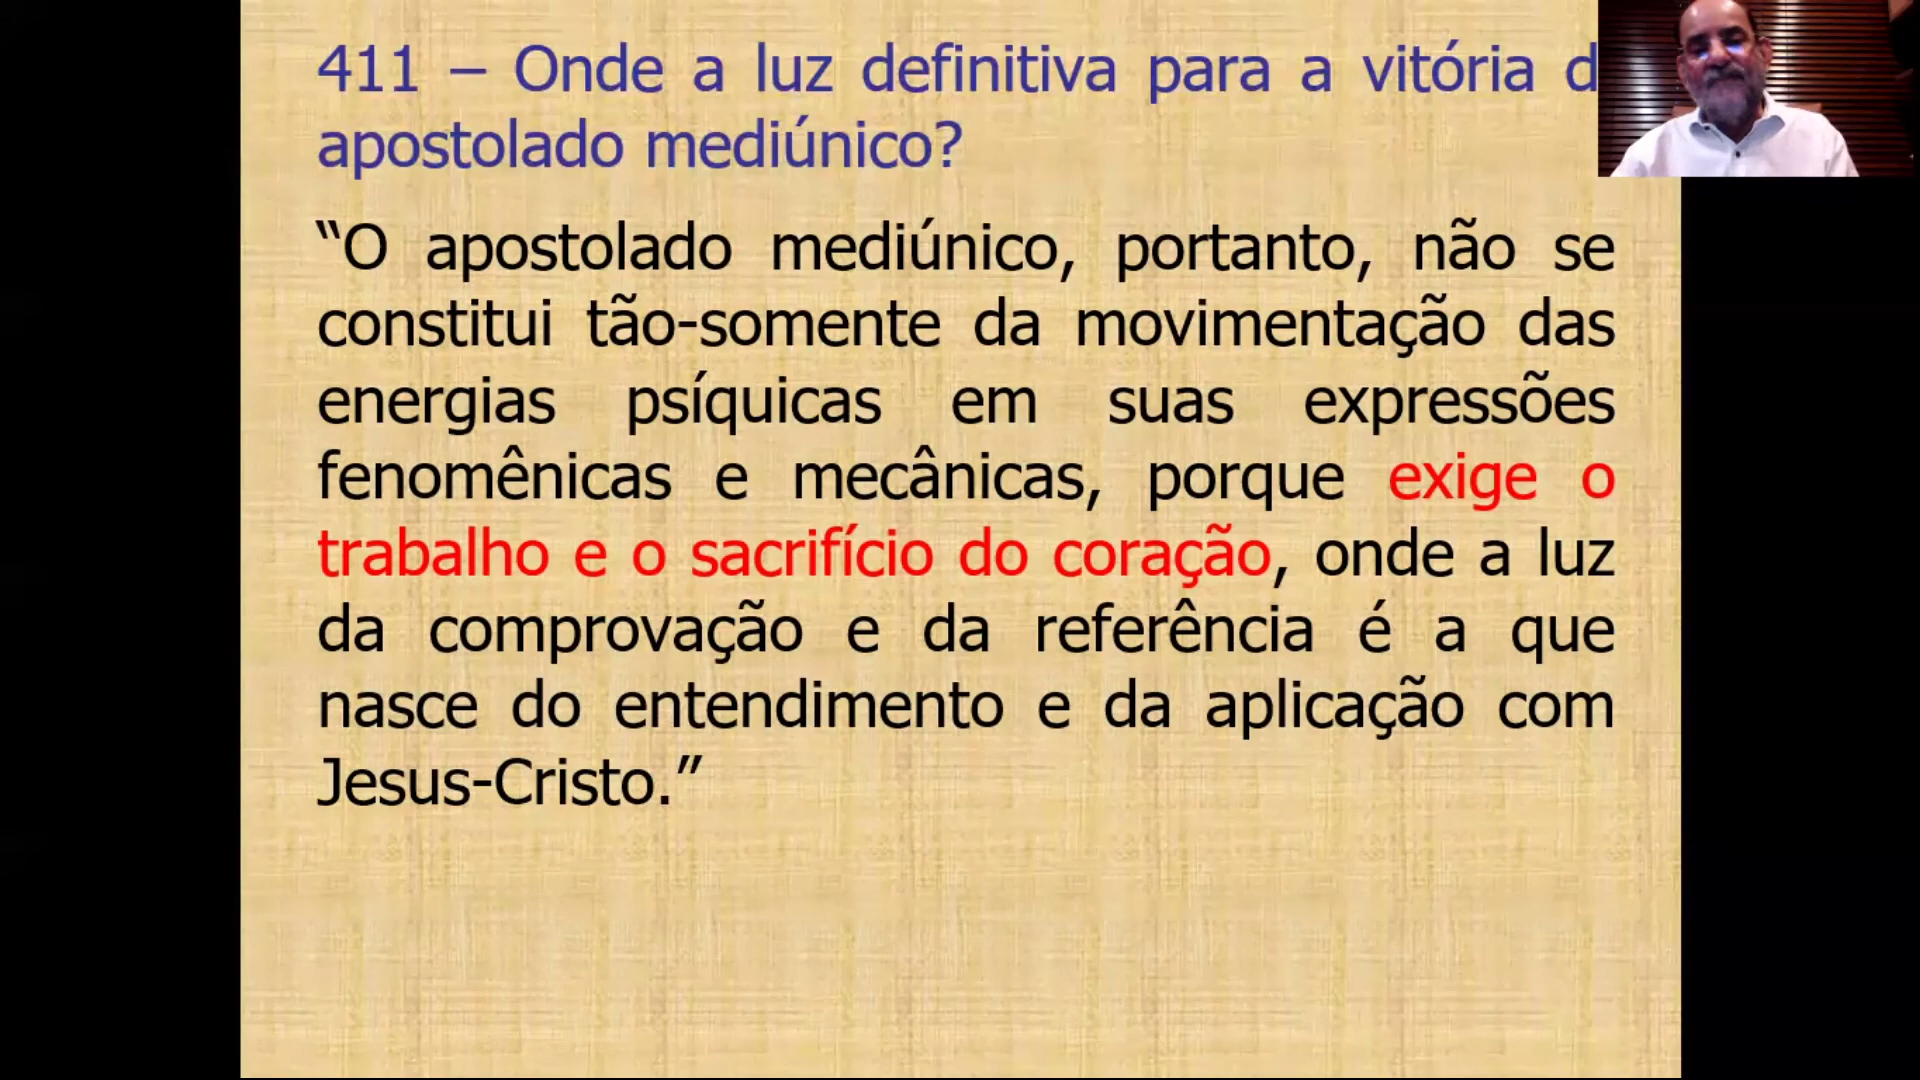 411 – Onde a luz definitiva para a vitória d
apostolado mediúnico?
“O apostolado mediúnico, portanto, não se
constitui tão-somente da movimentação das
energias psíquicas em suas expressões
fenomênicas e mecânicas, porque exige o
trabalho e o sacrifício do coração, onde a luz
da comprovação e da referência é a que
nasce do entendimento e da aplicação com
Jesus-Cristo.”